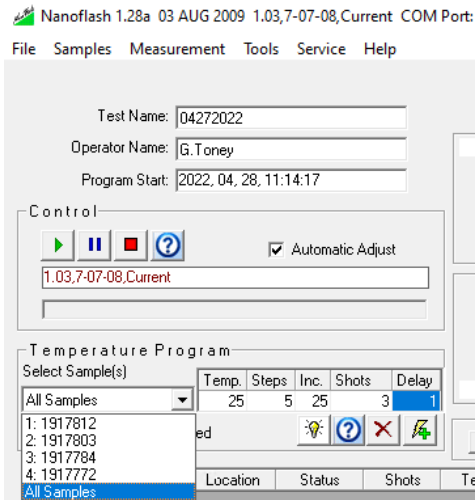 Nanoflash 1.28a 03 AUG 2009 1.03,7-07-08,Current COM Port:
File Samples Measurement Tools Service Help
Test Name: 04272022
Operator Name: G.Toney
Program Start: 2022, 04, 28, 11:14:17
Control
Automatic Adjust
1.03,7-07-08,Current
Temperature Program
Select Sample(s)
Temp. Steps Inc. Shots Delay
All Samples 25 5 25 3 1
1: 1917812
2: 1917803
ed
3: 1917784
4: 1917772
All Samples
Location Status Shots Te